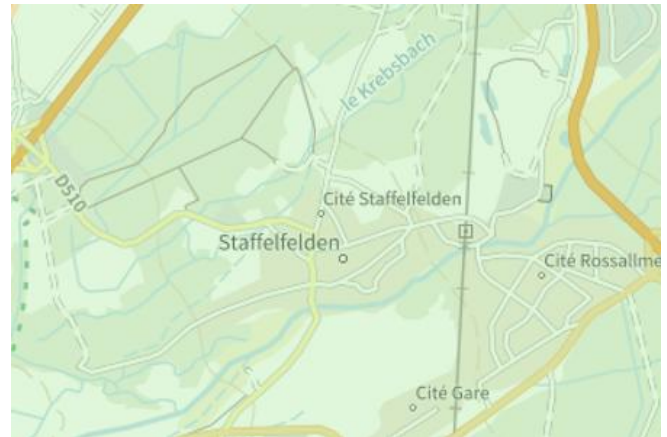 le Krebsbach
D510
Cité Staffelfelden
Staffelfelden
Cité Rossallme
Cité Gare